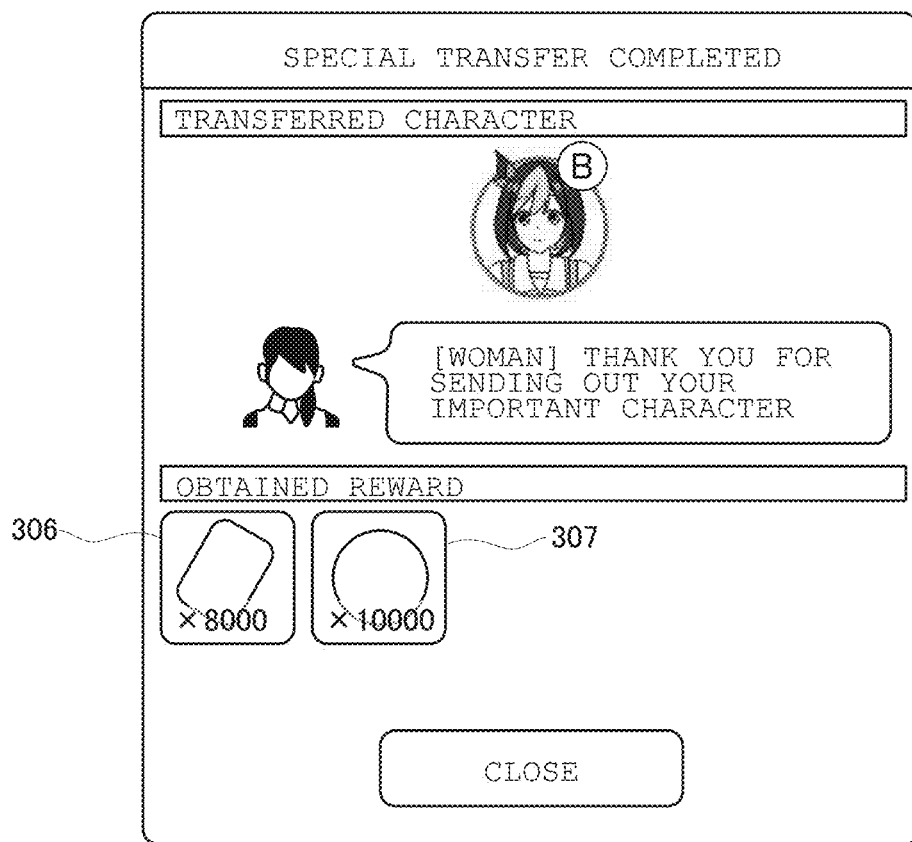 SPECIAL TRANSFER COMPLETED
TRANSFERRED CHARACTER
B
[WOMAN] THANK YOU FOR
SENDING OUT YOUR
IMPORTANT CHARACTER
OBTAINED REWARD
306
307
×8000
×10000
CLOSE